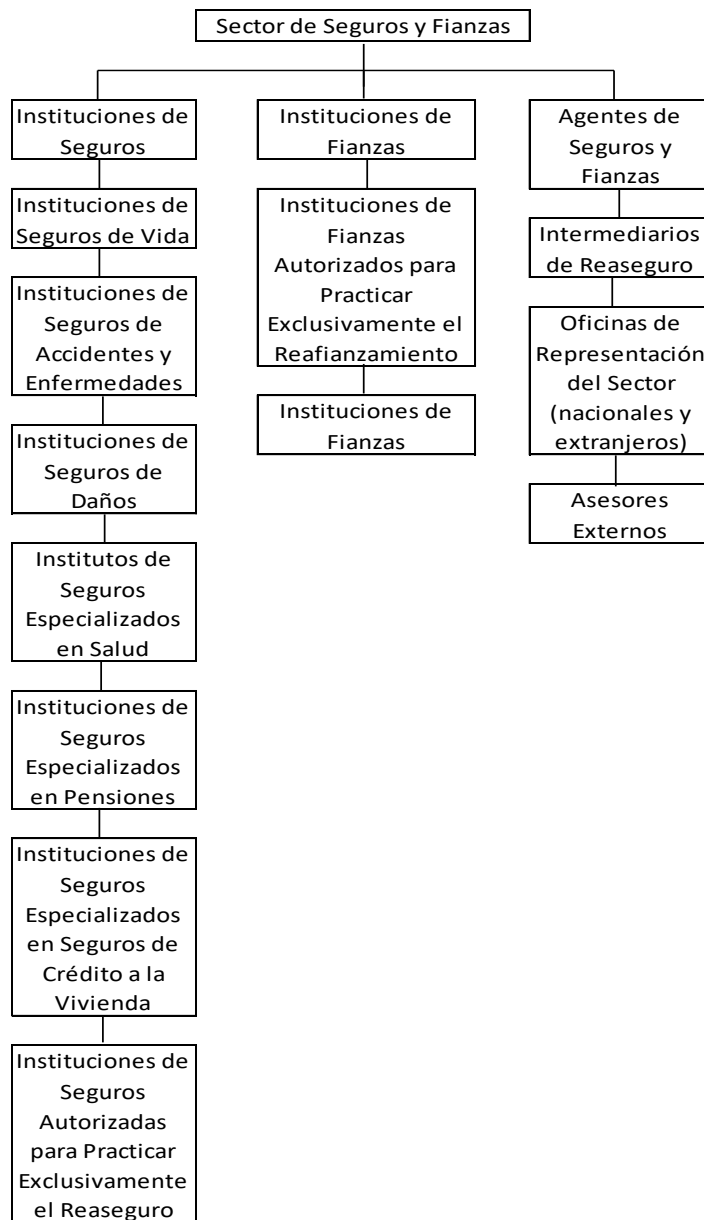 Sector de Seguros y Fianzas
Instituciones de
Seguros
Instituciones de
Seguros de Vida
Instituciones de
Seguros de
Accidentes y
Enfermedades
Instituciones de
Seguros de
Daños
Institutos de
Seguros
Especializados
en Salud
Instituciones de
Seguros
Especializados
en Pensiones
Instituciones de
Seguros
Especializados
en Seguros de
Crédito a la
Vivienda
Instituciones de
Seguros
Autorizadas
para Practicar
Exclusivamente
el Reaseguro
Instituciones de
Fianzas
Instituciones de
Fianzas
Autorizados para
Practicar
Exclusivamente el
Reafianzamiento
Instituciones de
Fianzas
Agentes de
Seguros y
Fianzas
Intermediarios
de Reaseguro
Oficinas de
Representación
del Sector
(nacionales y
extranjeros)
Asesores
Externos